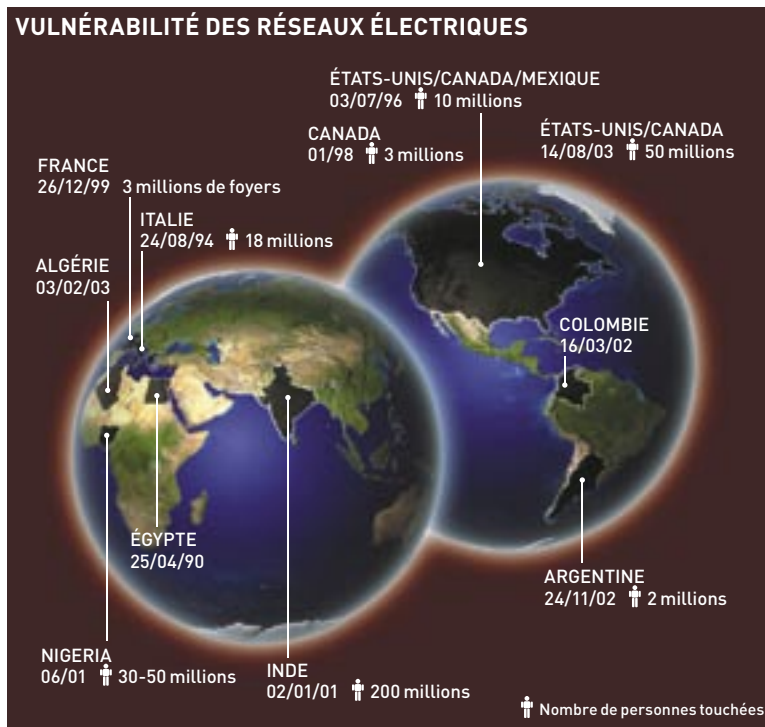 VULNÉRABILITÉ DES RÉSEAUX ÉLECTRIQUES
ÉTATS-UNIS/CANADA/MEXIQUE
03/07/96 10 millions
CANADA
01/98 3 millions
ÉTATS-UNIS/CANADA
14/08/03 50 millions
FRANCE
26/12/99 3 millions de foyers
ITALIE
24/08/94 18 millions
ALGÉRIE
03/02/03
COLOMBIE
16/03/02
ÉGYPTE
25/04/90
ARGENTINE
24/11/02 2 millions
NIGERIA
06/01 30-50 millions
INDE
02/01/01 200 millions
Nombre de personnes touchées